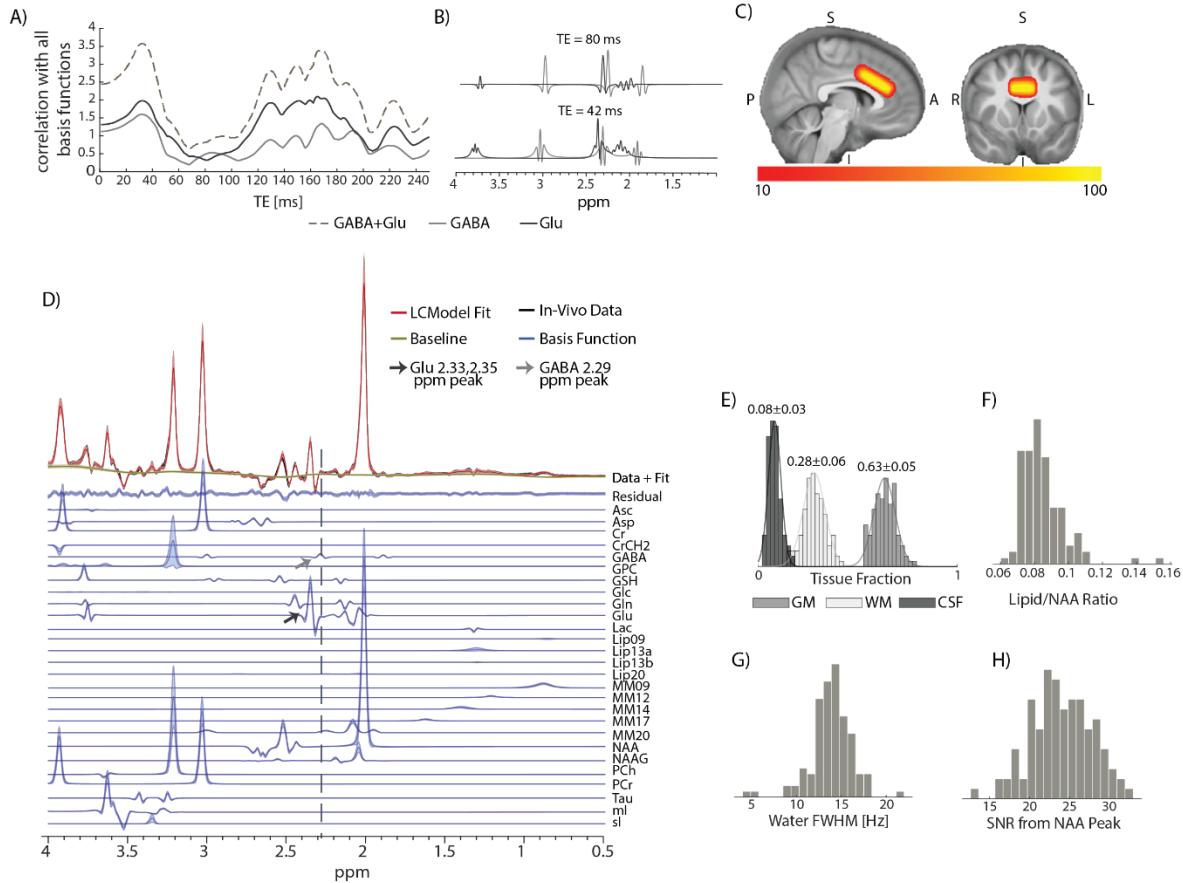 A)
correlation with all
basis functions
4
3.5
3
2.5
2
1.5
1
0.5
0
0 20 40 60 80 100 120 140 160 180 200 220 240
TE [ms]
GABA+Glu GABA Glu
B)
TE = 80 ms
TE = 42 ms
4 3.5 3 2.5 2 1.5
ppm
C)
S S
P A R L
I I
10 100
D)
LCModel Fit In-Vivo Data
Baseline Basis Function
Glu 2.33,2.35
ppm peak
GABA 2.29
ppm peak
Data + Fit
Residual
Asc
Asp
Cr
CrCH2
GABA
GPC
GSH
Glc
Gln
Glu
Lac
Lip09
Lip13a
Lip13b
Lip20
MM09
MM12
MM14
MM17
MM20
NAA
NAAG
PCh
PCr
Tau
mI
sI
4 3.5 3 2.5 2 1.5 1 0.5
ppm
E)
0.08±0.03
0.28±0.06
0.63±0.05
0 1
Tissue Fraction
GM WM CSF
F)
0.06 0.08 0.1 0.12 0.14 0.16
Lipid/NAA Ratio
G)
5 10 15 20
Water FWHM [Hz]
H)
15 20 25 30
SNR from NAA Peak